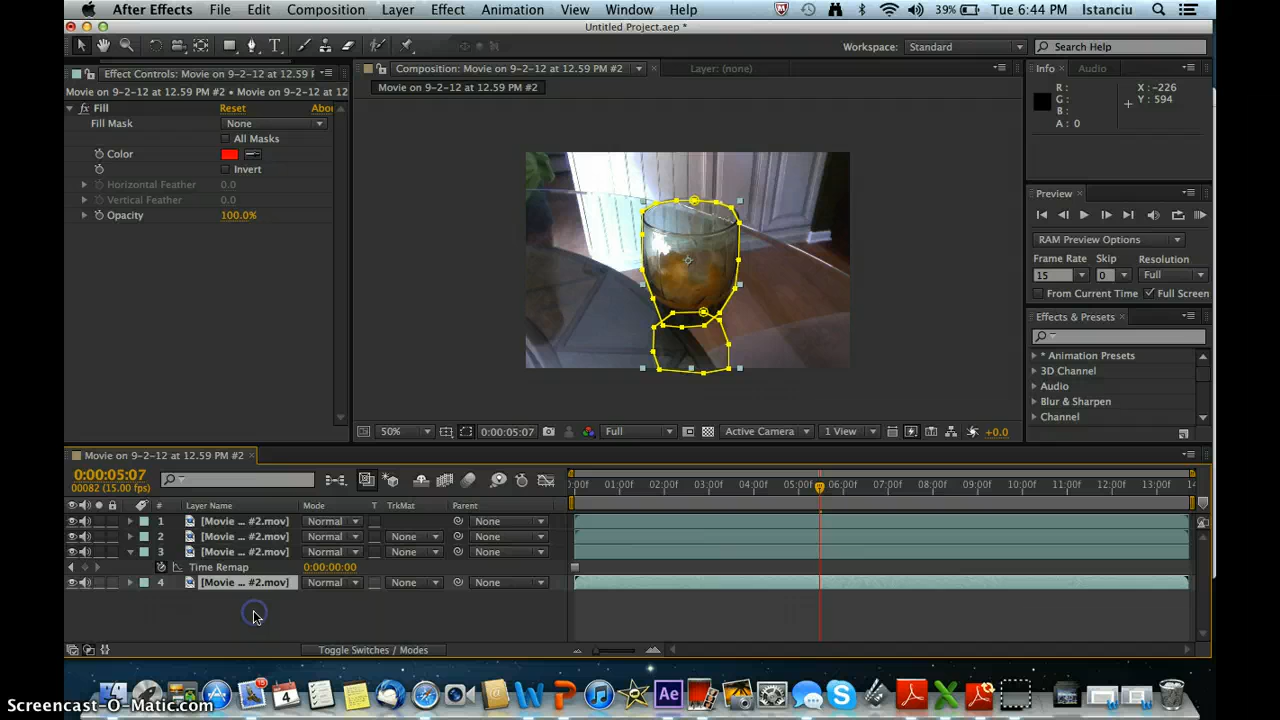 After Effects File Edit Composition Layer Effect Animation View Window Help 39% Tue 6:44 PM Istanciu
Untitled Project.aep *
Workspace: Standard Search Help
Effect Controls: Movie on 9-2-12 at 12.59 P
Composition: Movie on 9-2-12 at 12.59 PM #2
Layer: (none)
Info Audio
Movie on 9-2-12 at 12.59 PM #2 • Movie on 9-2-12 at 12
Movie on 9-2-12 at 12.59 PM #2
fx Fill Reset Abou
Fill Mask None
All Masks
Color
Invert
Horizontal Feather 0.0
Vertical Feather 0.0
Opacity 100.0%
R:
G:
B:
A: 0
X: -226
Y: 594
Preview
RAM Preview Options
Frame Rate Skip Resolution
15 0 Full
From Current Time Full Screen
Effects & Presets
* Animation Presets
3D Channel
Audio
Blur & Sharpen
Channel
50% 0:00:05:07 Full Active Camera 1 View +0.0
Movie on 9-2-12 at 12.59 PM #2
0:00:05:07
00082 (15.00 fps)
:00f 01:00f 02:00f 03:00f 04:00f 05:00f 06:00f 07:00f 08:00f 09:00f 10:00f 11:00f 12:00f 13:00f 14
# Layer Name Mode T TrkMat Parent
1 [Movie ... #2.mov] Normal None
2 [Movie ... #2.mov] Normal None None
3 [Movie ... #2.mov] Normal None None
Time Remap 0:00:00:00
4 [Movie ... #2.mov] Normal None None
Toggle Switches / Modes
Screencast-O-Matic.com
15
4
W
P
Ae
S
X